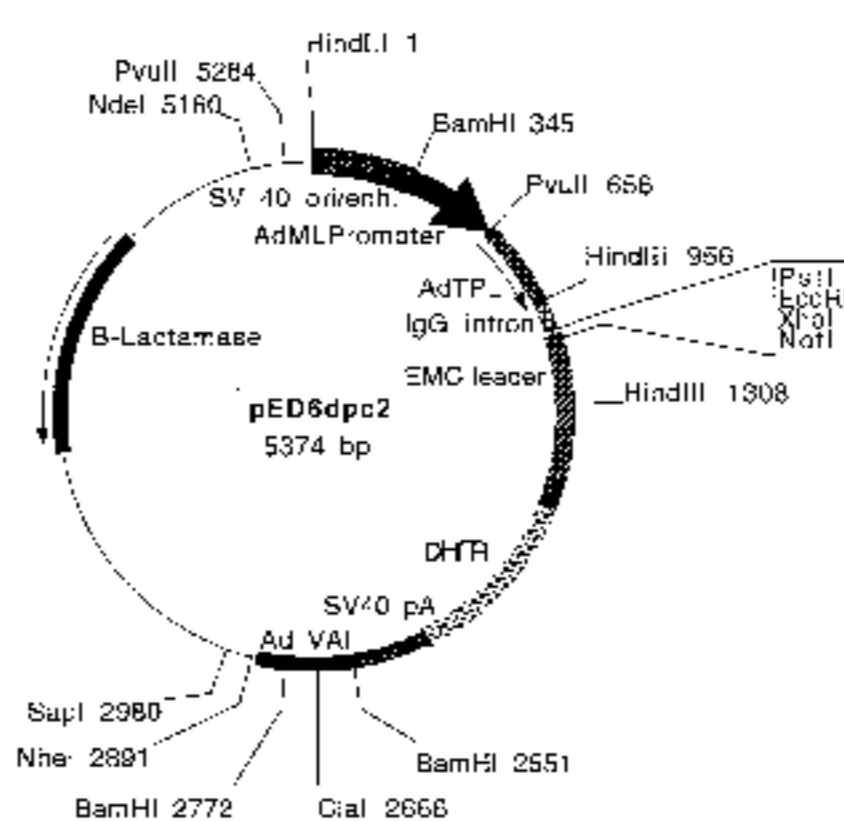 HindIII 1
PvuII 5284
NdeI 5160
BamHI 345
PvuII 656
SV 40 ori/enh.
AdMLPromoter
HindIII 956
PstI
EcoRI
XhoI
NotI
AdTPL
IgG intron
B-Lactamase
EMC leader
HindIII 1308
pED6dpc2
5374 bp
DHFR
SV40 pA
Ad VAI
SapI 2980
NheI 2891
BamHI 2551
BamHI 2772
ClaI 2666